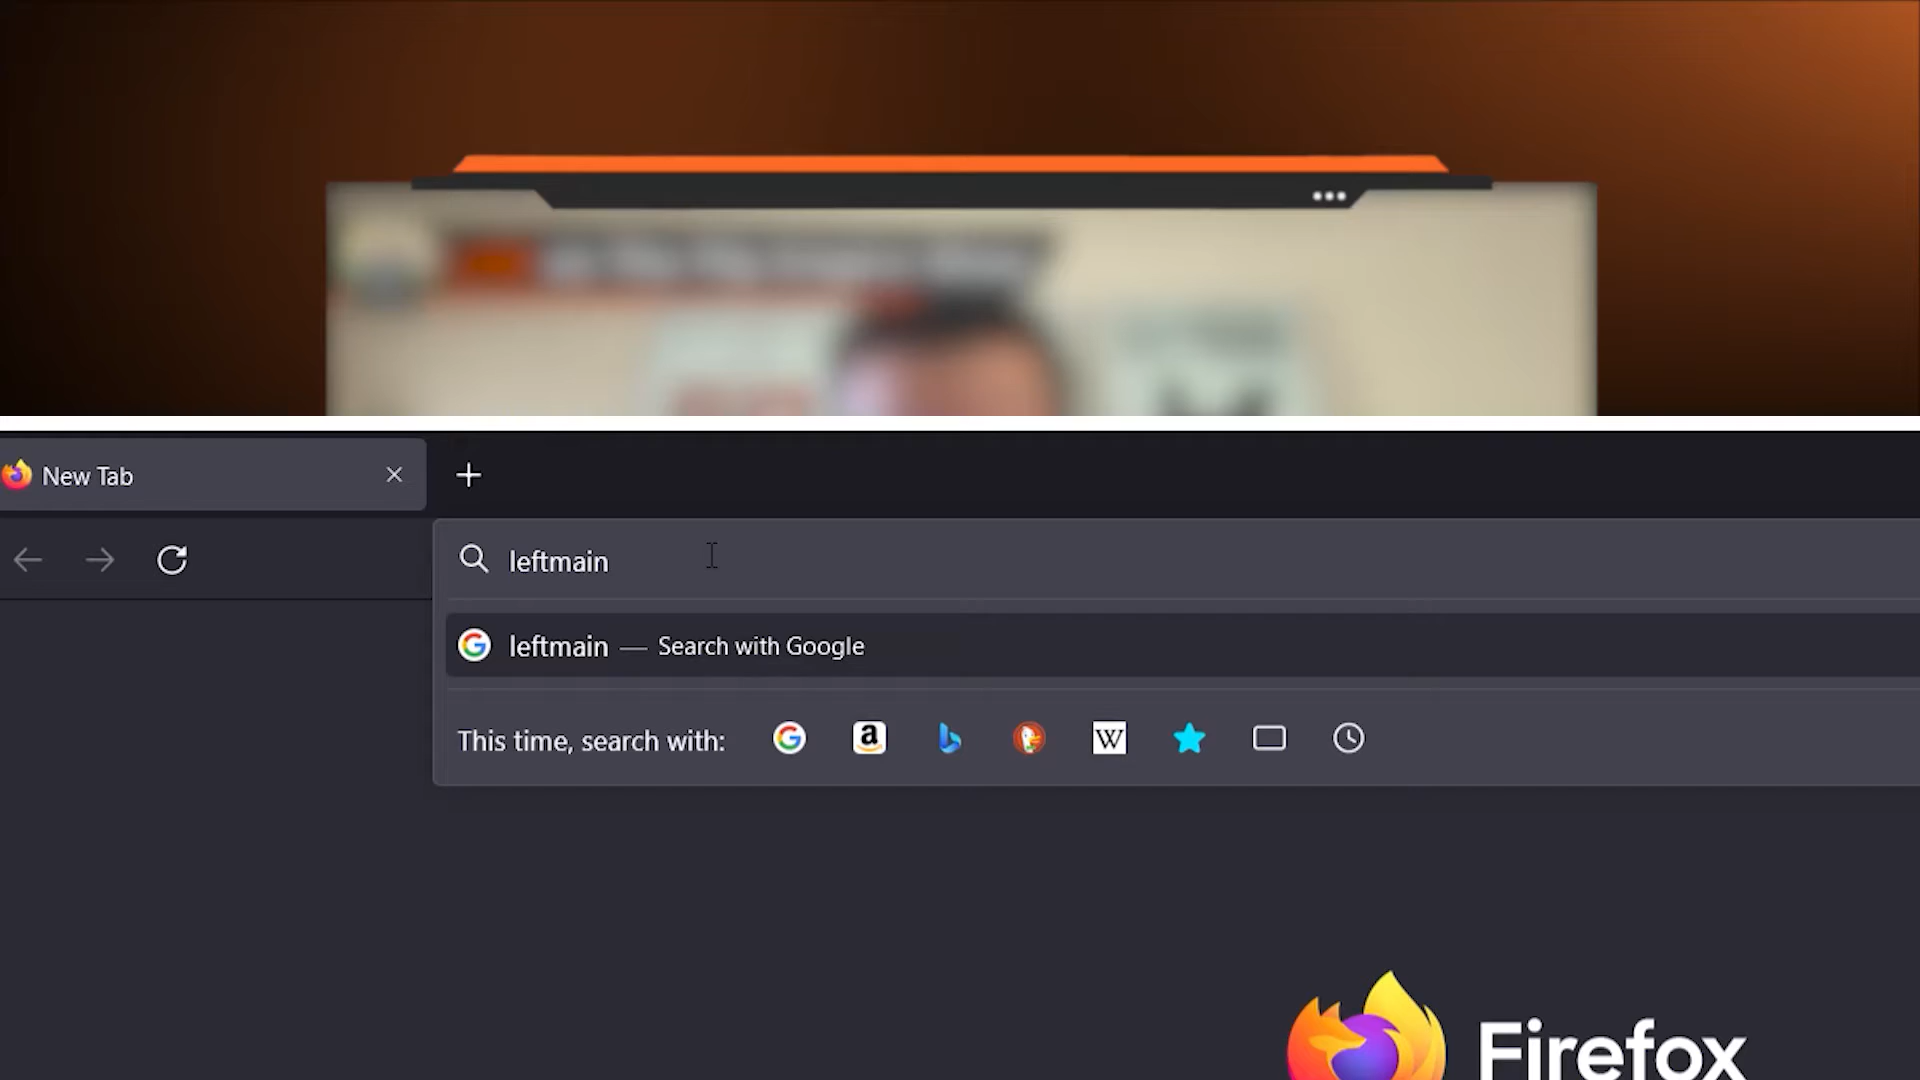 New Tab
leftmain
leftmain — Search with Google
This time, search with:
Firefox